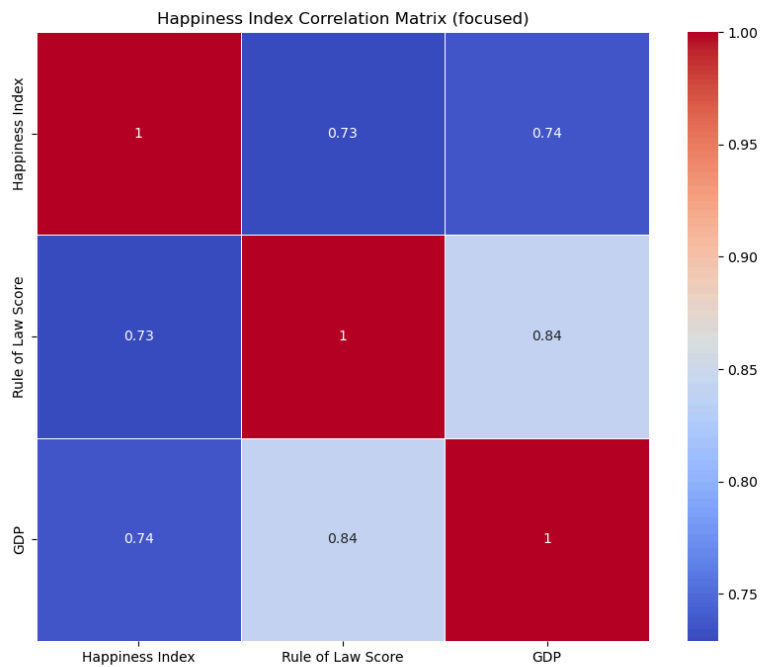 Happiness Index Correlation Matrix (focused)
Happiness Index
1
0.73
0.74
Rule of Law Score
0.73
1
0.84
GDP
0.74
0.84
1
Happiness Index
Rule of Law Score
GDP
1.00
0.95
0.90
0.85
0.80
0.75